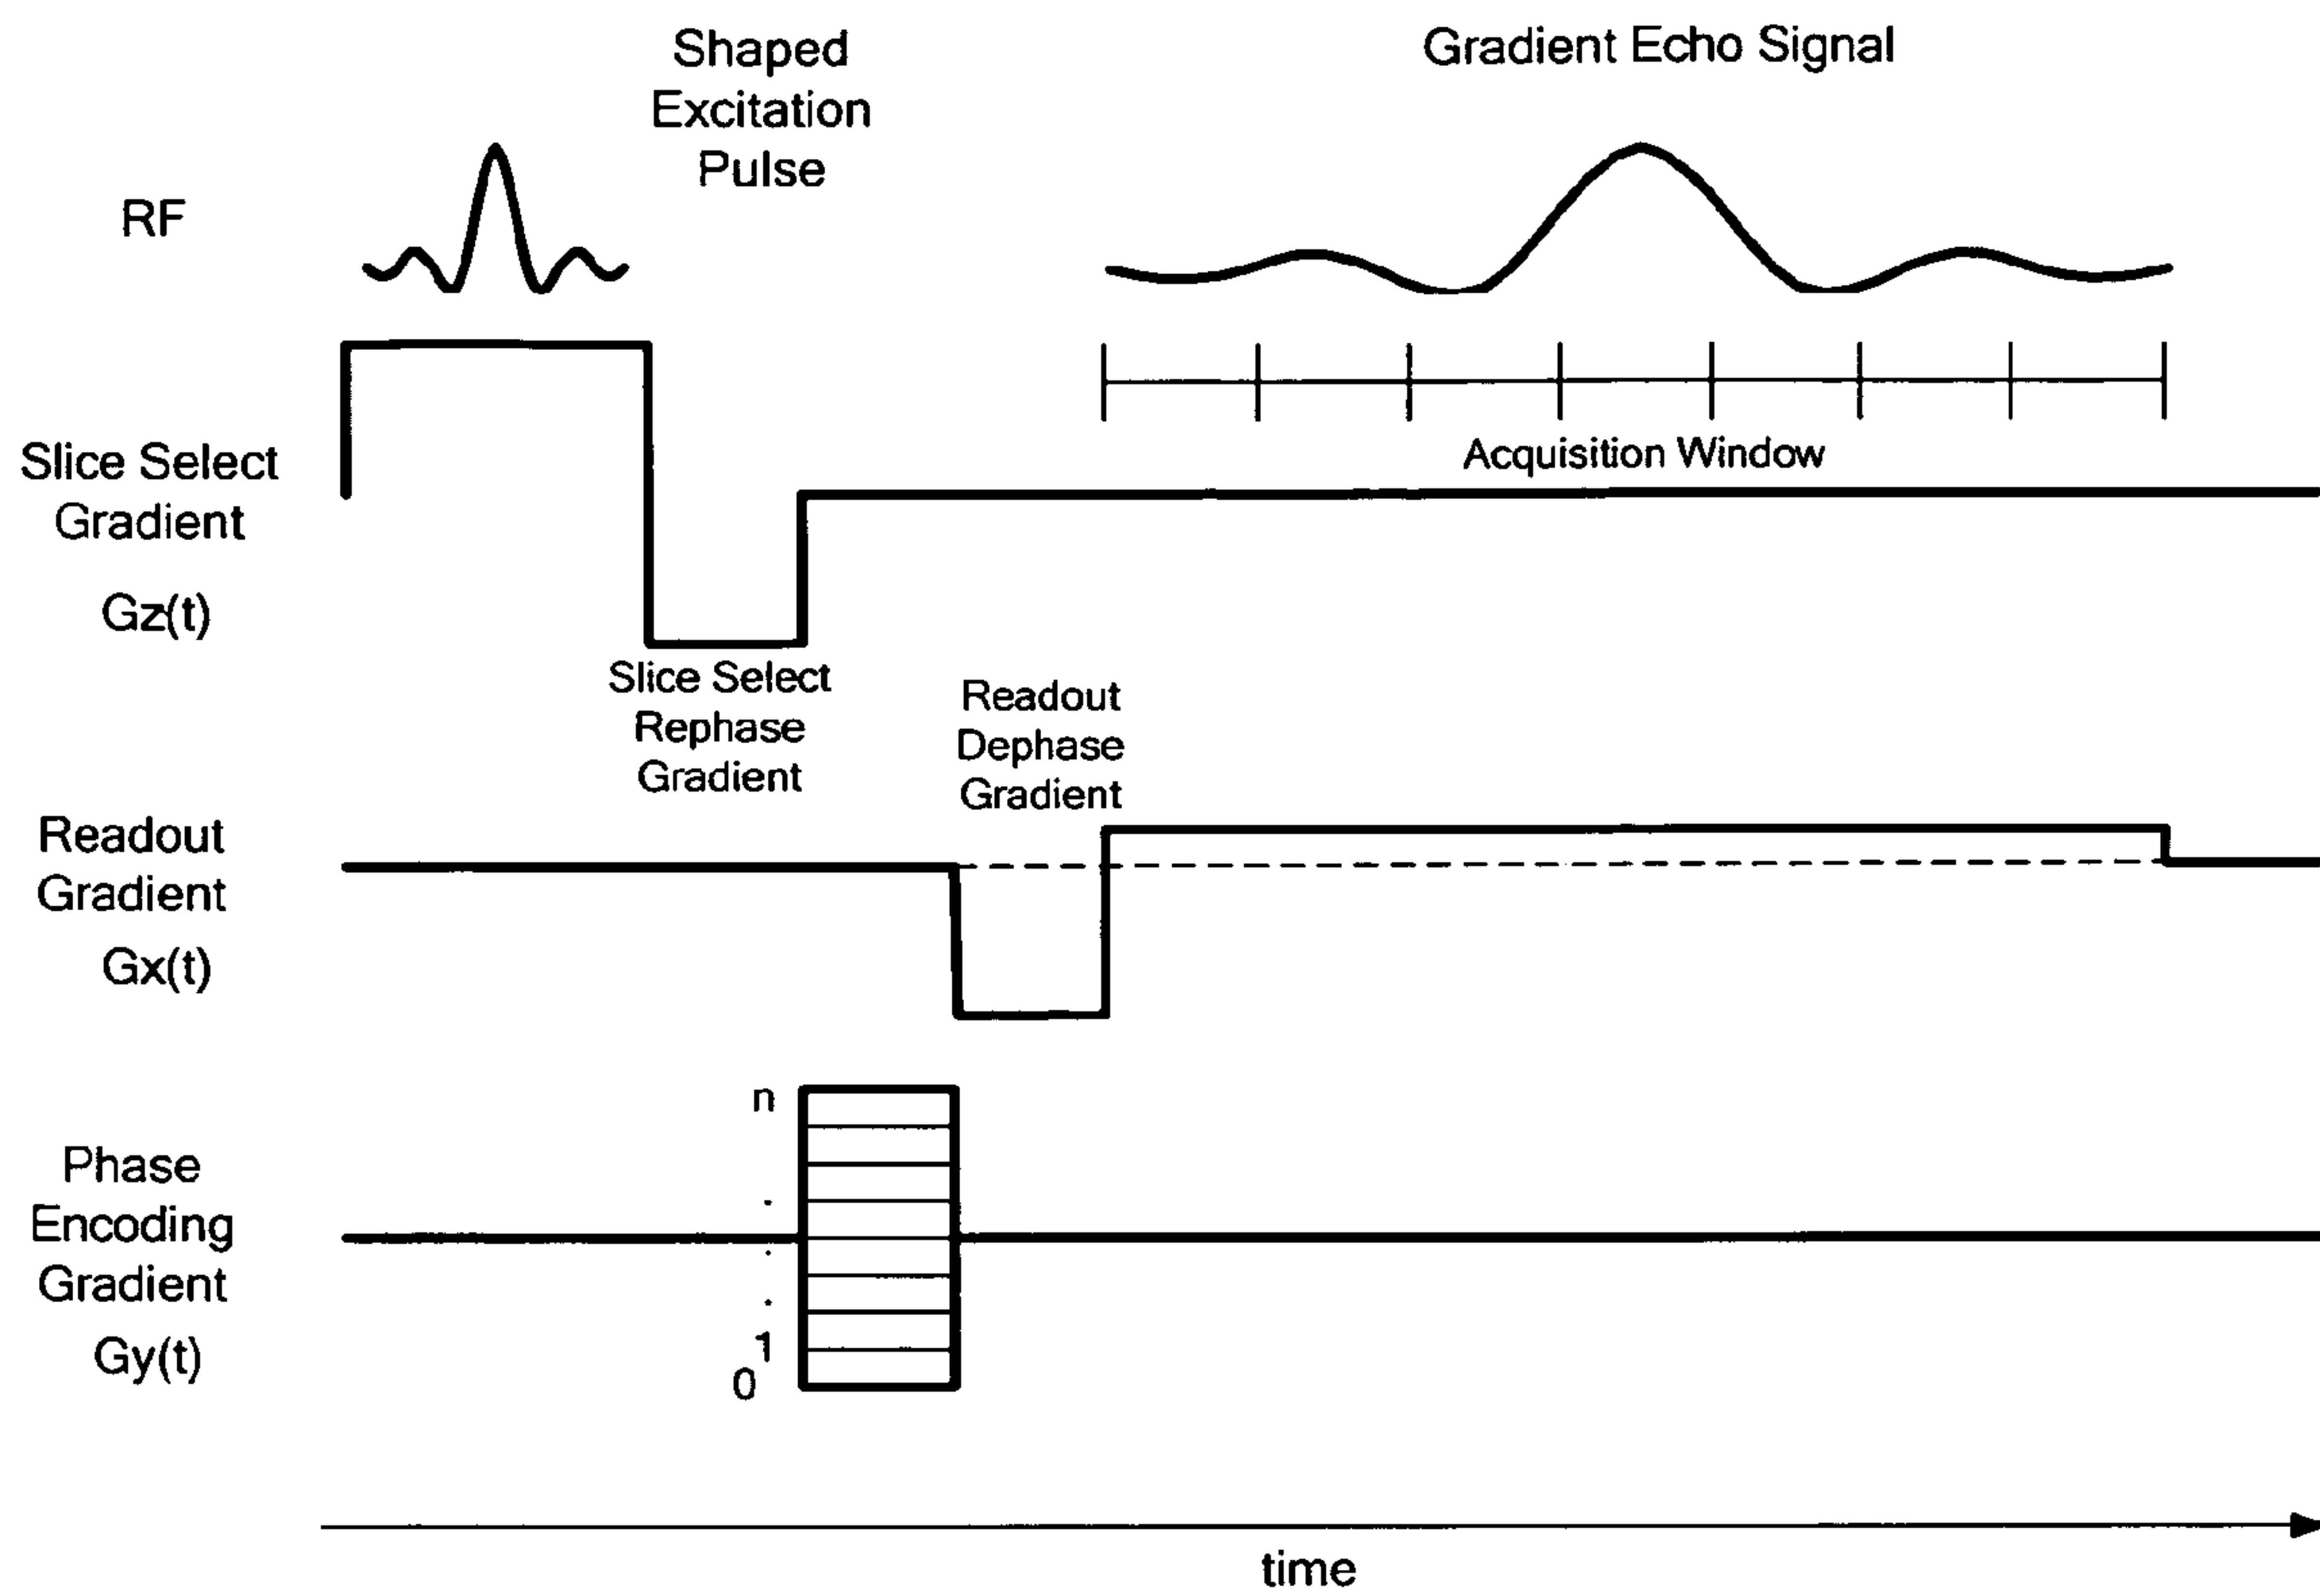 Shaped
Excitation
Pulse
Gradient Echo Signal
RF
Acquisition Window
Slice Select
Gradient
Gz(t)
Slice Select
Rephase
Gradient
Readout
Dephase
Gradient
Readout
Gradient
Gx(t)
n
.
.
.
1
0
Phase
Encoding
Gradient
Gy(t)
time